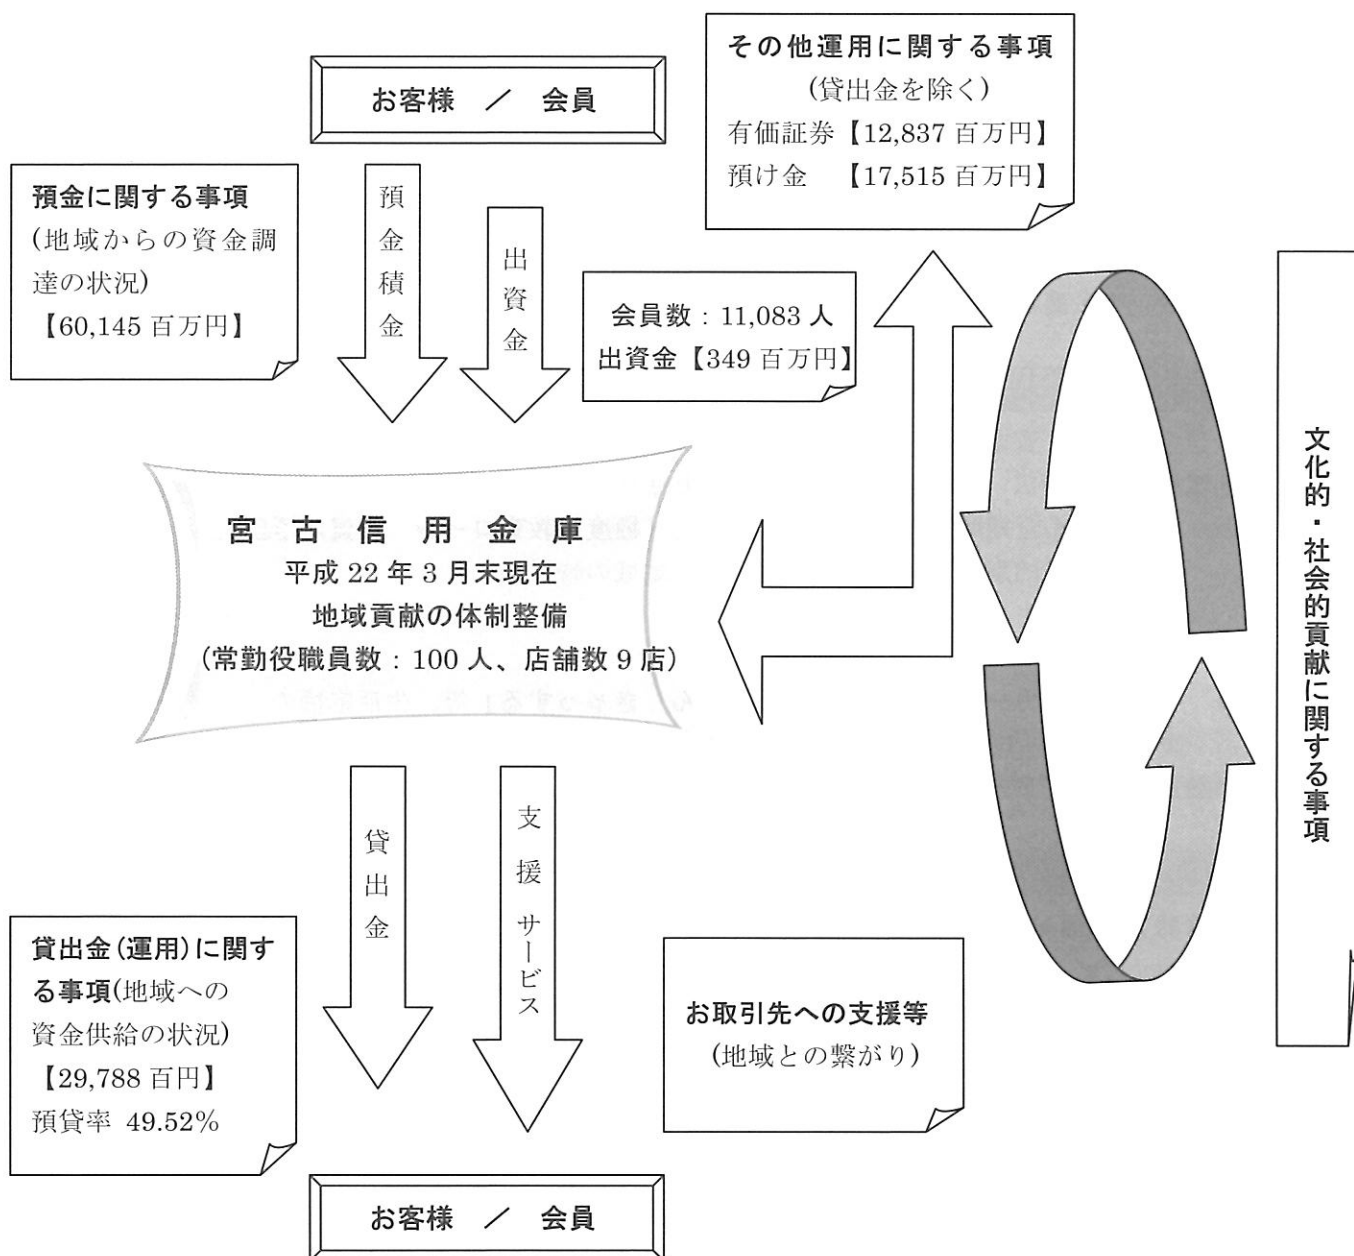 お客様 ／ 会員
その他運用に関する事項
(貸出金を除く)
有価証券【12,837 百万円】
預け金 【17,515 百万円】
預金に関する事項
(地域からの資金調
達の状況)
【60,145 百万円】
預金積金
出資金
会員数：11,083 人
出資金【349 百万円】
宮古信用金庫
平成 22 年 3 月末現在
地域貢献の体制整備
(常勤役職員数：100 人、店舗数 9 店)
文化的・社会的貢献に関する事項
貸出金
支援サービス
貸出金(運用)に関す
る事項(地域への
資金供給の状況)
【29,788 百円】
預貸率 49.52%
お取引先への支援等
(地域との繋がり)
お客様 ／ 会員